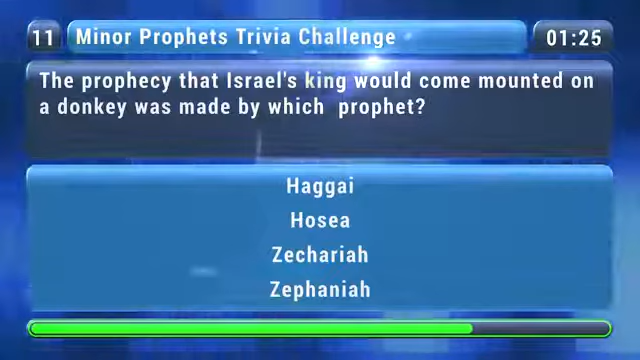 11 Minor Prophets Trivia Challenge 01:25
The prophecy that Israel's king would come mounted on
a donkey was made by which prophet?
Haggai
Hosea
Zechariah
Zephaniah